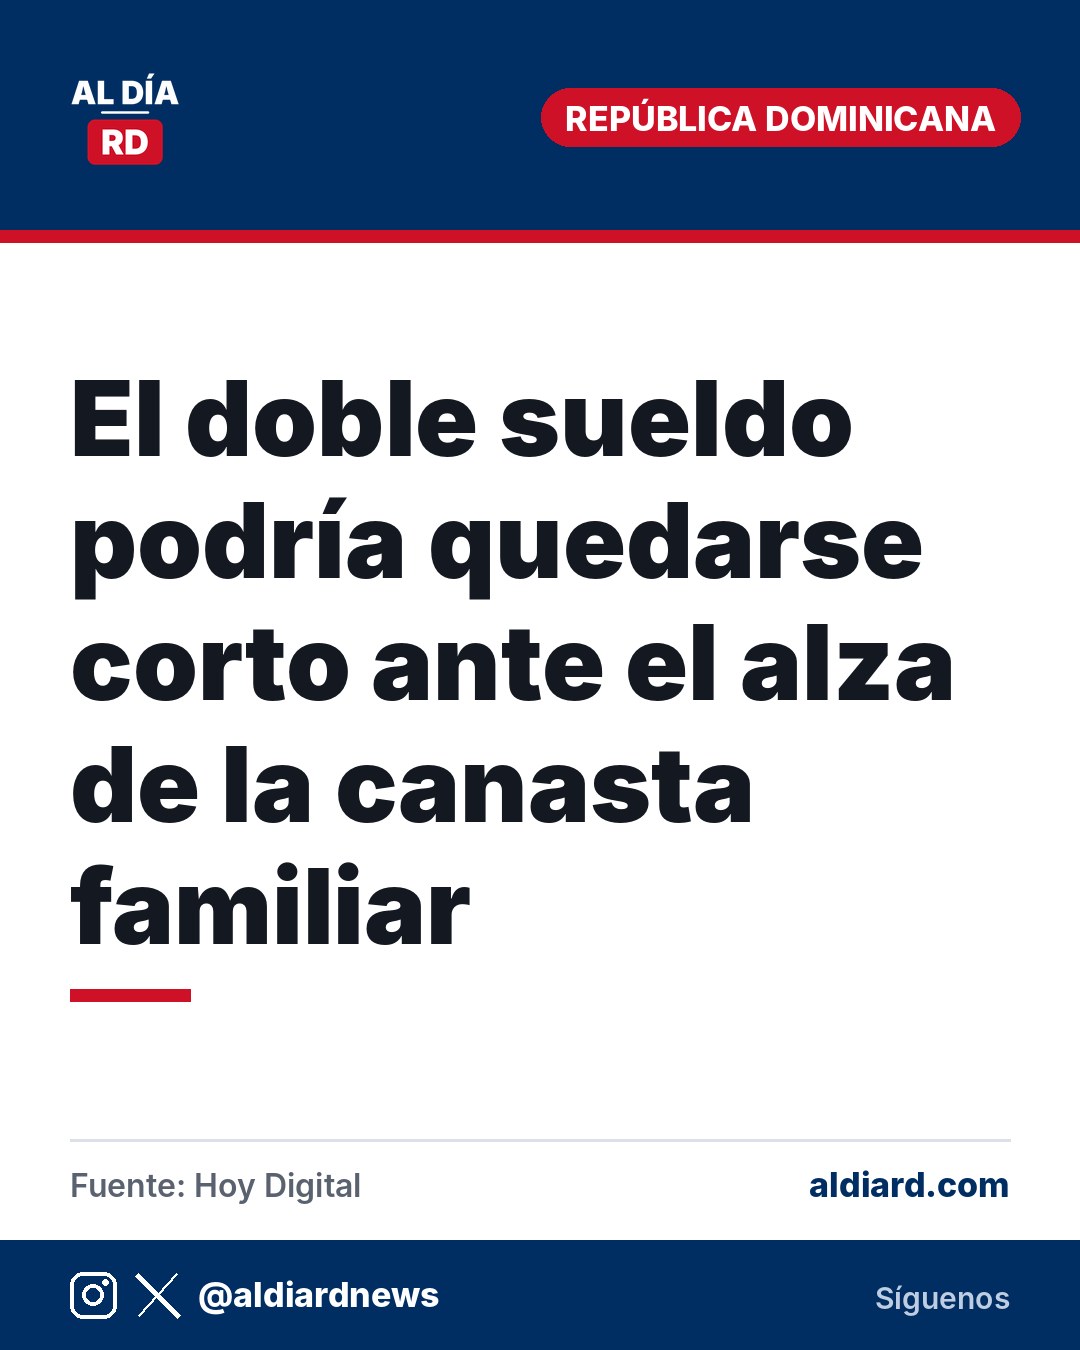 AL DÍA
RD
REPÚBLICA DOMINICANA
El doble sueldo
podría quedarse
corto ante el alza
de la canasta
familiar
Fuente: Hoy Digital
aldiard.com
@aldiardnews
Síguenos